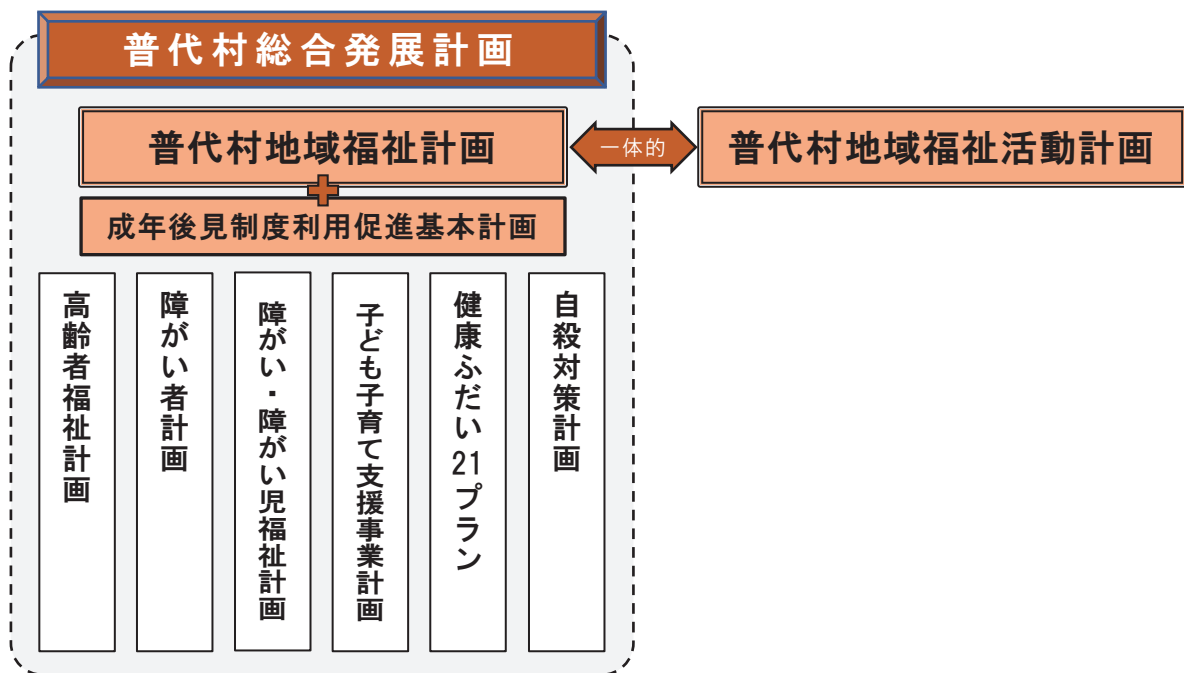 普代村総合発展計画
普代村地域福祉計画
一体的
普代村地域福祉活動計画
成年後見制度利用促進基本計画
高齢者福祉計画
障がい者計画
障がい・障がい児福祉計画
子ども子育て支援事業計画
健康ふだい21プラン
自殺対策計画